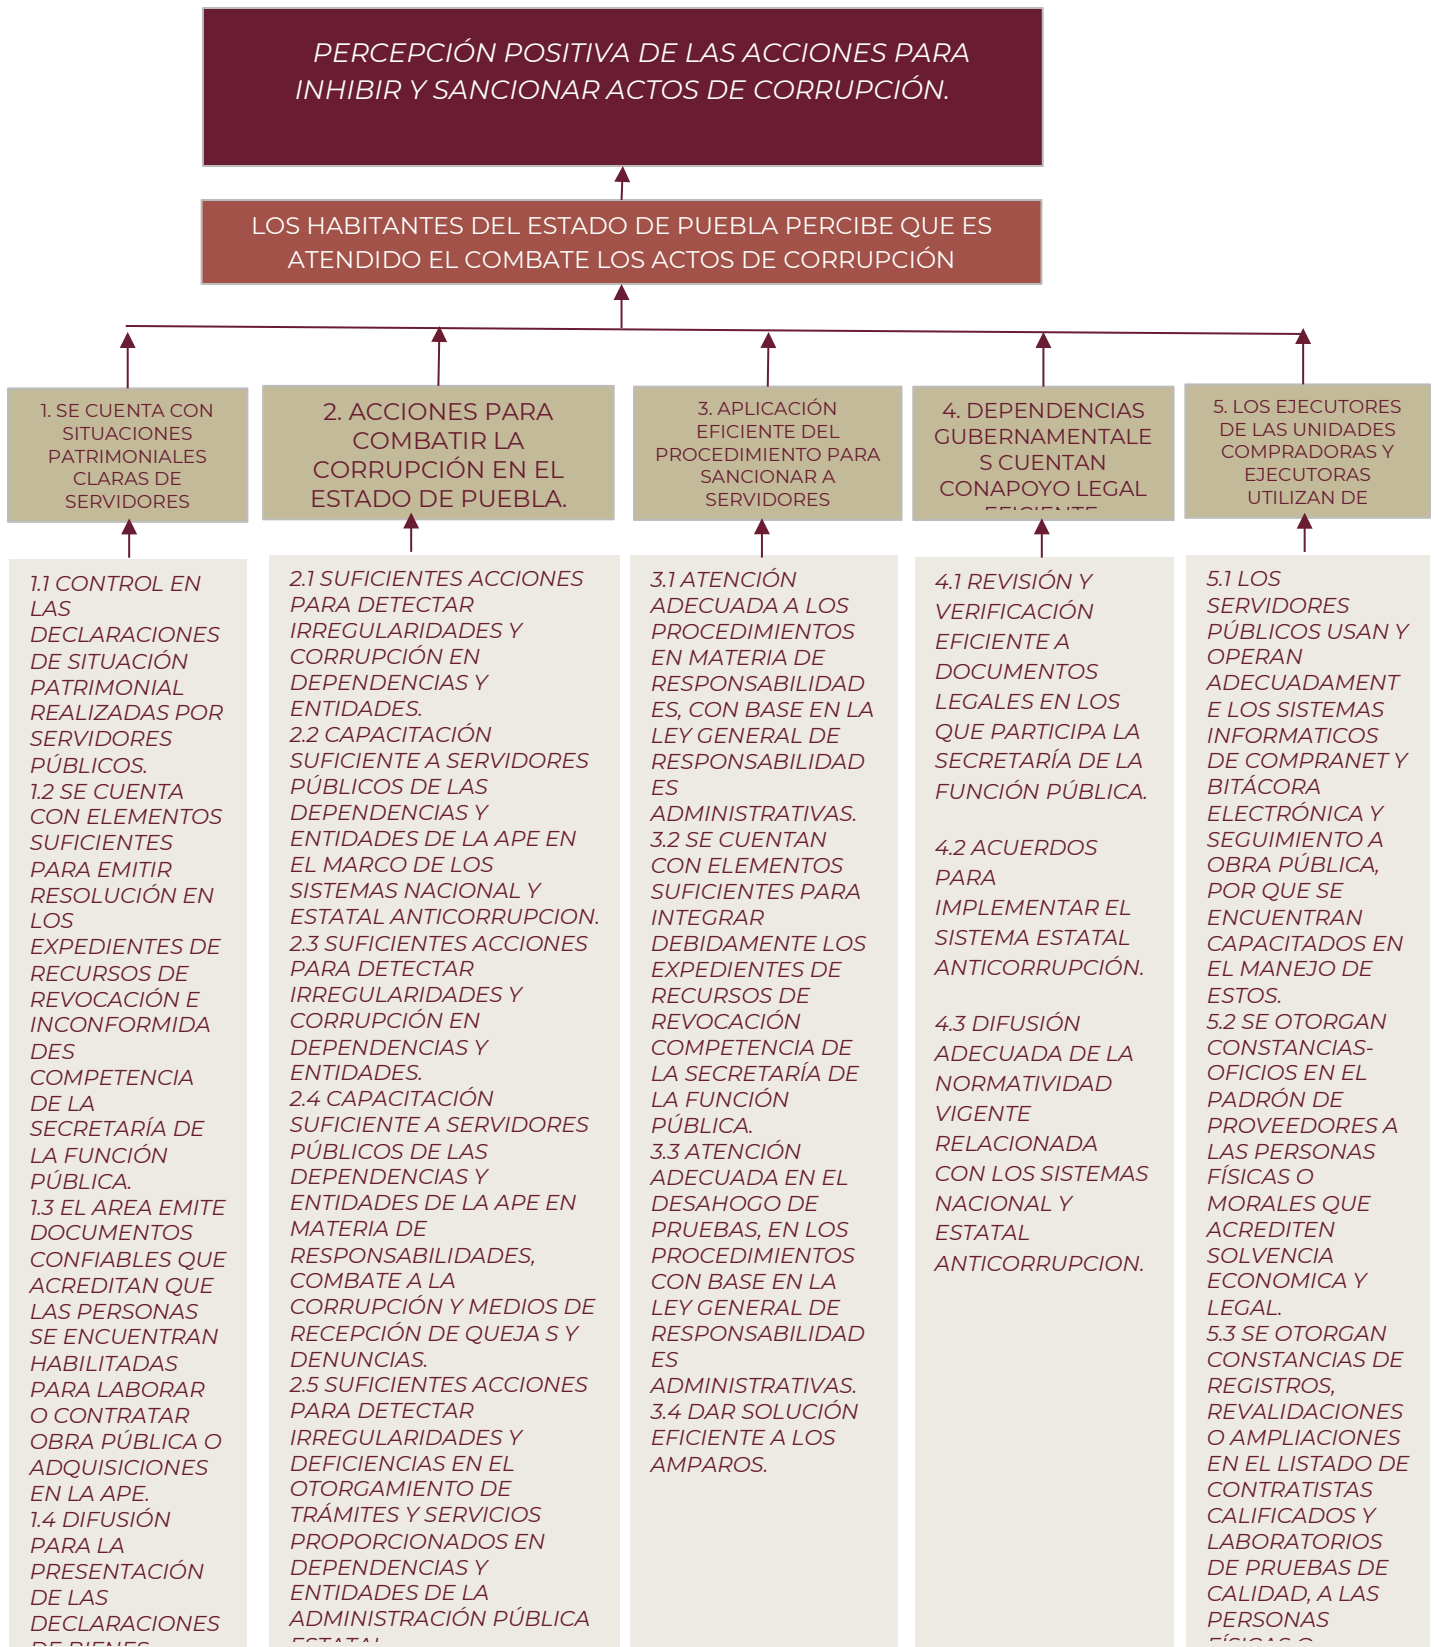 PERCEPCIÓN POSITIVA DE LAS ACCIONES PARA
INHIBIR Y SANCIONAR ACTOS DE CORRUPCIÓN.
LOS HABITANTES DEL ESTADO DE PUEBLA PERCIBE QUE ES
ATENDIDO EL COMBATE LOS ACTOS DE CORRUPCIÓN
1. SE CUENTA CON
SITUACIONES
PATRIMONIALES
CLARAS DE
SERVIDORES
2. ACCIONES PARA
COMBATIR LA
CORRUPCIÓN EN EL
ESTADO DE PUEBLA.
3. APLICACIÓN
EFICIENTE DEL
PROCEDIMIENTO PARA
SANCIONAR A
SERVIDORES
4. DEPENDENCIAS
GUBERNAMENTALE
S CUENTAN
CONAPOYO LEGAL
EFICIENTE
5. LOS EJECUTORES
DE LAS UNIDADES
COMPRADORAS Y
EJECUTORAS
UTILIZAN DE
1.1 CONTROL EN
LAS
DECLARACIONES
DE SITUACIÓN
PATRIMONIAL
REALIZADAS POR
SERVIDORES
PÚBLICOS.
1.2 SE CUENTA
CON ELEMENTOS
SUFICIENTES
PARA EMITIR
RESOLUCIÓN EN
LOS
EXPEDIENTES DE
RECURSOS DE
REVOCACIÓN E
INCONFORMIDA
DES
COMPETENCIA
DE LA
SECRETARÍA DE
LA FUNCIÓN
PÚBLICA.
1.3 EL AREA EMITE
DOCUMENTOS
CONFIABLES QUE
ACREDITAN QUE
LAS PERSONAS
SE ENCUENTRAN
HABILITADAS
PARA LABORAR
O CONTRATAR
OBRA PÚBLICA O
ADQUISICIONES
EN LA APE.
1.4 DIFUSIÓN
PARA LA
PRESENTACIÓN
DE LAS
DECLARACIONES
DE BIENES
2.1 SUFICIENTES ACCIONES
PARA DETECTAR
IRREGULARIDADES Y
CORRUPCIÓN EN
DEPENDENCIAS Y
ENTIDADES.
2.2 CAPACITACIÓN
SUFICIENTE A SERVIDORES
PÚBLICOS DE LAS
DEPENDENCIAS Y
ENTIDADES DE LA APE EN
EL MARCO DE LOS
SISTEMAS NACIONAL Y
ESTATAL ANTICORRUPCION.
2.3 SUFICIENTES ACCIONES
PARA DETECTAR
IRREGULARIDADES Y
CORRUPCIÓN EN
DEPENDENCIAS Y
ENTIDADES.
2.4 CAPACITACIÓN
SUFICIENTE A SERVIDORES
PÚBLICOS DE LAS
DEPENDENCIAS Y
ENTIDADES DE LA APE EN
MATERIA DE
RESPONSABILIDADES,
COMBATE A LA
CORRUPCIÓN Y MEDIOS DE
RECEPCIÓN DE QUEJA S Y
DENUNCIAS.
2.5 SUFICIENTES ACCIONES
PARA DETECTAR
IRREGULARIDADES Y
DEFICIENCIAS EN EL
OTORGAMIENTO DE
TRÁMITES Y SERVICIOS
PROPORCIONADOS EN
DEPENDENCIAS Y
ENTIDADES DE LA
ADMINISTRACIÓN PÚBLICA
ESTATAL
3.1 ATENCIÓN
ADECUADA A LOS
PROCEDIMIENTOS
EN MATERIA DE
RESPONSABILIDAD
ES, CON BASE EN LA
LEY GENERAL DE
RESPONSABILIDAD
ES
ADMINISTRATIVAS.
3.2 SE CUENTAN
CON ELEMENTOS
SUFICIENTES PARA
INTEGRAR
DEBIDAMENTE LOS
EXPEDIENTES DE
RECURSOS DE
REVOCACIÓN
COMPETENCIA DE
LA SECRETARÍA DE
LA FUNCIÓN
PÚBLICA.
3.3 ATENCIÓN
ADECUADA EN EL
DESAHOGO DE
PRUEBAS, EN LOS
PROCEDIMIENTOS
CON BASE EN LA
LEY GENERAL DE
RESPONSABILIDAD
ES
ADMINISTRATIVAS.
3.4 DAR SOLUCIÓN
EFICIENTE A LOS
AMPAROS.
4.1 REVISIÓN Y
VERIFICACIÓN
EFICIENTE A
DOCUMENTOS
LEGALES EN LOS
QUE PARTICIPA LA
SECRETARÍA DE LA
FUNCIÓN PÚBLICA.
4.2 ACUERDOS
PARA
IMPLEMENTAR EL
SISTEMA ESTATAL
ANTICORRUPCIÓN.
4.3 DIFUSIÓN
ADECUADA DE LA
NORMATIVIDAD
VIGENTE
RELACIONADA
CON LOS SISTEMAS
NACIONAL Y
ESTATAL
ANTICORRUPCION.
5.1 LOS
SERVIDORES
PÚBLICOS USAN Y
OPERAN
ADECUADAMENT
E LOS SISTEMAS
INFORMATICOS
DE COMPRANET Y
BITÁCORA
ELECTRÓNICA Y
SEGUIMIENTO A
OBRA PÚBLICA,
POR QUE SE
ENCUENTRAN
CAPACITADOS EN
EL MANEJO DE
ESTOS.
5.2 SE OTORGAN
CONSTANCIAS-
OFICIOS EN EL
PADRÓN DE
PROVEEDORES A
LAS PERSONAS
FÍSICAS O
MORALES QUE
ACREDITEN
SOLVENCIA
ECONOMICA Y
LEGAL.
5.3 SE OTORGAN
CONSTANCIAS DE
REGISTROS,
REVALIDACIONES
O AMPLIACIONES
EN EL LISTADO DE
CONTRATISTAS
CALIFICADOS Y
LABORATORIOS
DE PRUEBAS DE
CALIDAD, A LAS
PERSONAS
FÍSICAS O